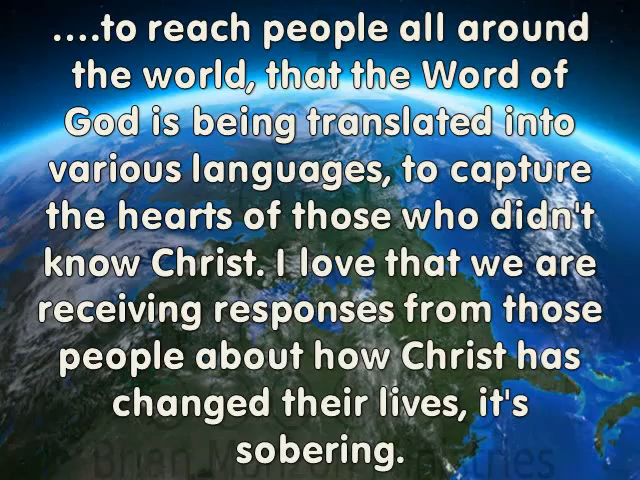 ....to reach people all around
the world, that the Word of
God is being translated into
various languages, to capture
the hearts of those who didn't
know Christ. I love that we are
receiving responses from those
people about how Christ has
changed their lives, it's
sobering.
Brian